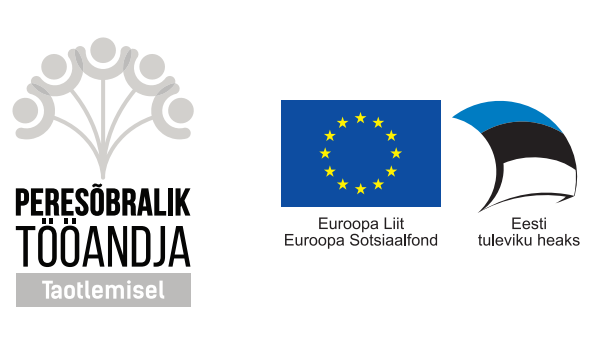 PERESÕBRALIK
TÖÖANDJA
Taotlemisel
Euroopa Liit
Euroopa Sotsiaalfond
Eesti
tuleviku heaks